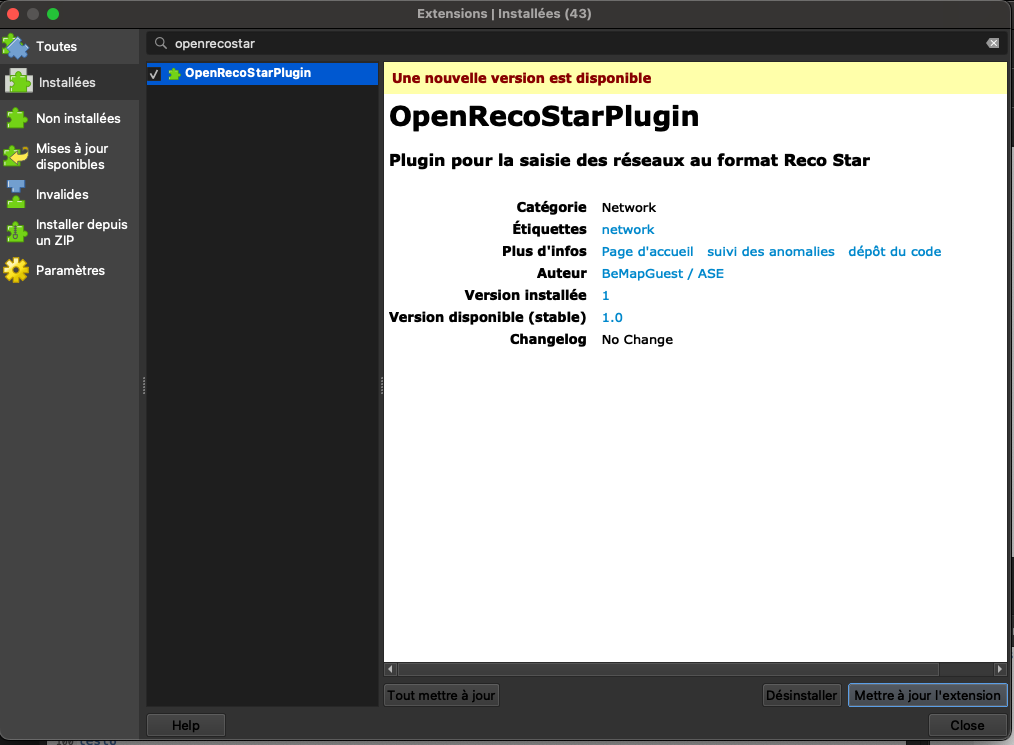 Extensions | Installées (43)
Toutes
Installées
Non installées
Mises à jour
disponibles
Invalides
Installer depuis
un ZIP
Paramètres
openrecostar
OpenRecoStarPlugin
Une nouvelle version est disponible
OpenRecoStarPlugin
Plugin pour la saisie des réseaux au format Reco Star
Catégorie Network
Étiquettes network
Plus d'infos Page d'accueil suivi des anomalies dépôt du code
Auteur BeMapGuest / ASE
Version installée 1
Version disponible (stable) 1.0
Changelog No Change
Tout mettre à jour Désinstaller Mettre à jour l'extension
Help Close